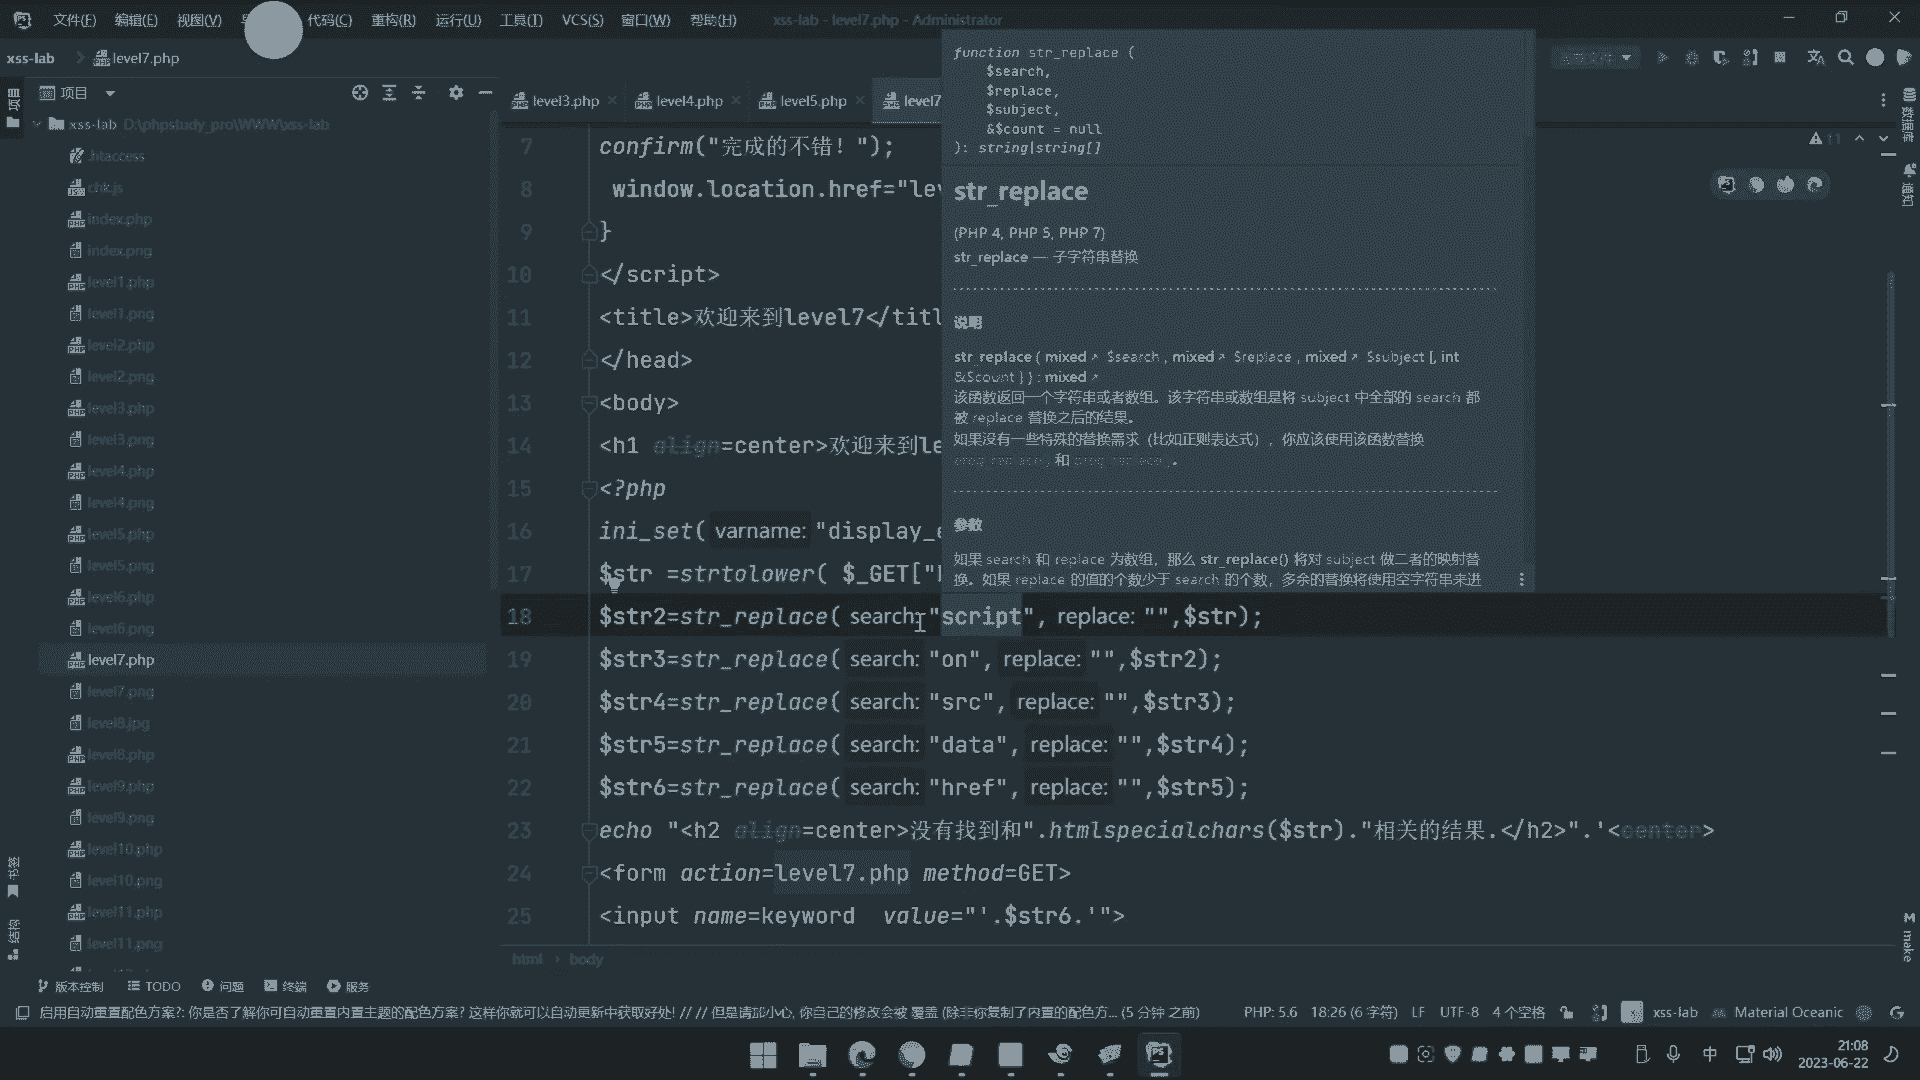 文件(F) 编辑(E) 视图(V) 代码(C) 重构(R) 运行(U) 工具(T) VCS(S) 窗口(W) 帮助(H) xss-lab - level7.php - Administrator
xss-lab level7.php
项目
level3.php level4.php level5.php level7
xss-lab D:\phpstudy_pro\WWW\xss-lab
.htaccess
chk.js
index.php
index.png
level1.php
level1.png
level2.php
level2.png
level3.php
level3.png
level4.php
level4.png
level5.php
level5.png
level6.php
level6.png
level7.php
level7.png
level8.jpg
level8.php
level9.php
level9.png
level10.php
level10.png
level11.php
level11.png
项目
书签
结构
7 confirm("完成的不错！");
8 window.location.href="lev
9 }
10 </script>
11 <title>欢迎来到level7</titl
12 </head>
13 <body>
14 <h1 align=center>欢迎来到le
15 <?php
16 ini_set( varname: "display_e
17 $str =strtolower( $_GET["
18 $str2=str_replace( search: "script", replace: "",$str);
19 $str3=str_replace( search: "on", replace: "",$str2);
20 $str4=str_replace( search: "src", replace: "",$str3);
21 $str5=str_replace( search: "data", replace: "",$str4);
22 $str6=str_replace( search: "href", replace: "",$str5);
23 echo "<h2 align=center>没有找到和".htmlspecialchars($str)."相关的结果.</h2>".'<center>
24 <form action=level7.php method=GET>
25 <input name=keyword value="'.$str6.'">
html › body
function str_replace (
$search,
$replace,
$subject,
&$count = null
): string|string[]
str_replace
(PHP 4, PHP 5, PHP 7)
str_replace — 子字符串替换
说明
str_replace ( mixed $search , mixed $replace , mixed $subject [, int
&$count ] ) : mixed
该函数返回一个字符串或者数组。该字符串或数组是将 subject 中全部的 search 都
被 replace 替换之后的结果。
如果没有一些特殊的替换需求（比如正则表达式），你应该使用该函数替换
和 。
参数
如果 search 和 replace 为数组，那么 str_replace() 将对 subject 做二者的映射替
换。如果 replace 的值的个数少于 search 的个数，多余的替换将使用空字符串来进
11
数据库
通知
make
版本控制 TODO 问题 终端 服务
启用自动重置配色方案?: 你是否了解你可自动重置内置主题的配色方案? 这样你就可以自动更新中获取好处! // // 但是请加小心, 你自己的修改会被 覆盖 (除非你复制了内置的配色方... (5 分钟 之前)
PHP: 5.6 18:26 (6 字符) LF UTF-8 4 个空格 xss-lab Material Oceanic
中
21:08
2023-06-22